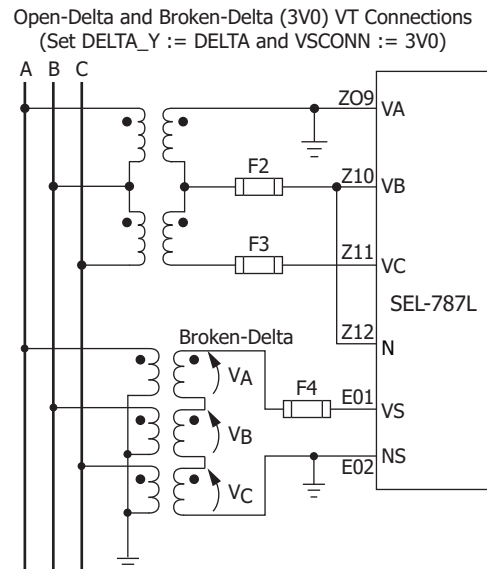 Open-Delta and Broken-Delta (3V0) VT Connections
(Set DELTA_Y := DELTA and VSCONN := 3V0)
A B C
ZO9 VA
F2 Z10 VB
F3 Z11 VC
SEL-787L
Z12 N
Broken-Delta
VA
F4 E01 VS
VB
E02 NS
VC